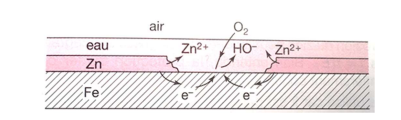 air
O₂
eau
Zn²⁺
HO⁻
Zn²⁺
Zn
Fe
e⁻
e⁻